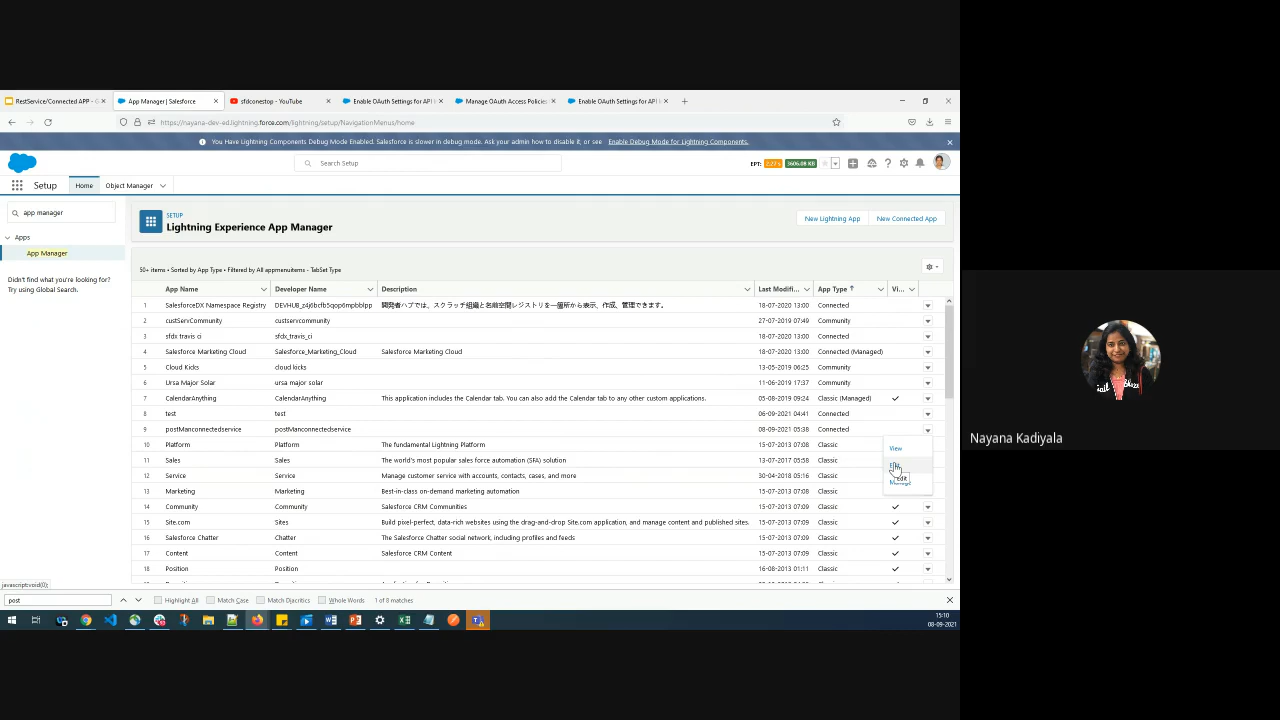 RestService/Connected APP - G
App Manager | Salesforce
sfdconestop - YouTube
Enable OAuth Settings for API
Manage OAuth Access Policies
Enable OAuth Settings for API
https://nayana-dev-ed.lightning.force.com/lightning/setup/NavigationMenus/home
You Have Lightning Components Debug Mode Enabled. Salesforce is slower in debug mode. Ask your admin how to disable it, or see Enable Debug Mode for Lightning Components.
Search Setup
EPT:
Setup Home Object Manager
app manager
Apps
App Manager
Didn't find what you're looking for?
Try using Global Search.
SETUP
Lightning Experience App Manager
New Lightning App New Connected App
50+ items • Sorted by App Type • Filtered by All appmenuitems - TabSet Type
App Name Developer Name Description Last Modifi... App Type ↑ Vi...
1 SalesforceDX Namespace Registry DEVHUB_z4j6bcfb5qop6mpbblpp 開発者ハブでは、スクラッチ組織と名前空間レジストリを一箇所から表示、作成、管理できます。 18-07-2020 13:00 Connected
2 custServCommunity custservcommunity 27-07-2019 07:49 Community
3 sfdx travis ci sfdx_travis_ci 18-07-2020 13:00 Connected
4 Salesforce Marketing Cloud Salesforce_Marketing_Cloud Salesforce Marketing Cloud 18-07-2020 13:00 Connected (Managed)
5 Cloud Kicks cloud kicks 13-05-2019 06:25 Community
6 Ursa Major Solar ursa major solar 11-06-2019 17:37 Community
7 CalendarAnything CalendarAnything This application includes the Calendar tab. You can also add the Calendar tab to any other custom applications. 05-08-2019 09:24 Classic (Managed)
8 test test 06-09-2021 04:41 Connected
9 postManconnectedservice postManconnectedservice 08-09-2021 05:38 Connected
10 Platform Platform The fundamental Lightning Platform 15-07-2013 07:08 Classic
11 Sales Sales The world's most popular sales force automation (SFA) solution 13-07-2017 05:58 Classic
12 Service Service Manage customer service with accounts, contacts, cases, and more 30-04-2018 05:16 Classic
13 Marketing Marketing Best-in-class on-demand marketing automation 15-07-2013 07:08 Classic
14 Community Community Salesforce CRM Communities 15-07-2013 07:09 Classic
15 Site.com Sites Build pixel-perfect, data-rich websites using the drag-and-drop Site.com application, and manage content and published sites. 15-07-2013 07:09 Classic
16 Salesforce Chatter Chatter The Salesforce Chatter social network, including profiles and feeds 15-07-2013 07:09 Classic
17 Content Content Salesforce CRM Content 15-07-2013 07:09 Classic
18 Position Position 16-08-2013 01:11 Classic
View
Edit
Manage
Edit
javascript:void(0);
post
Highlight All Match Case Match Diacritics Whole Words 1 of 8 matches
15:10
08-09-2021
Nayana Kadiyala